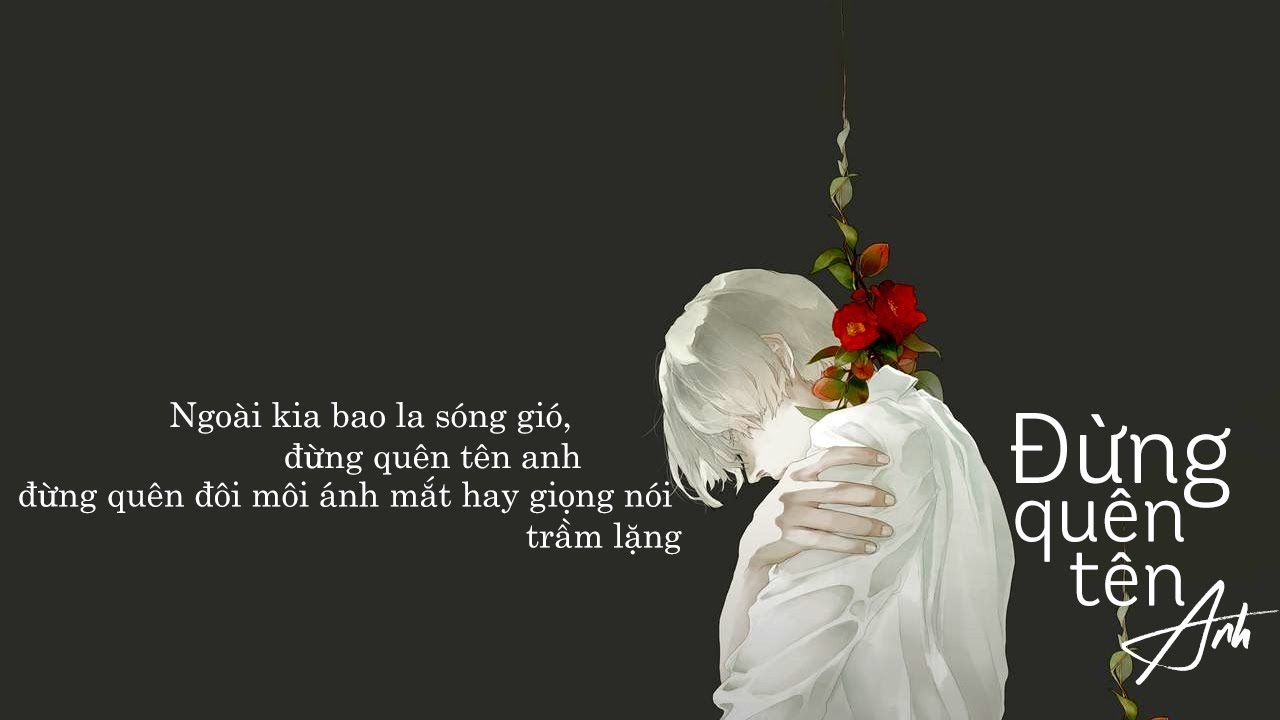 Ngoài kia bao la sóng gió,
đừng quên tên anh
đừng quên đôi môi ánh mắt hay giọng nói
trầm lặng
Đừng
quên
tên
Anh